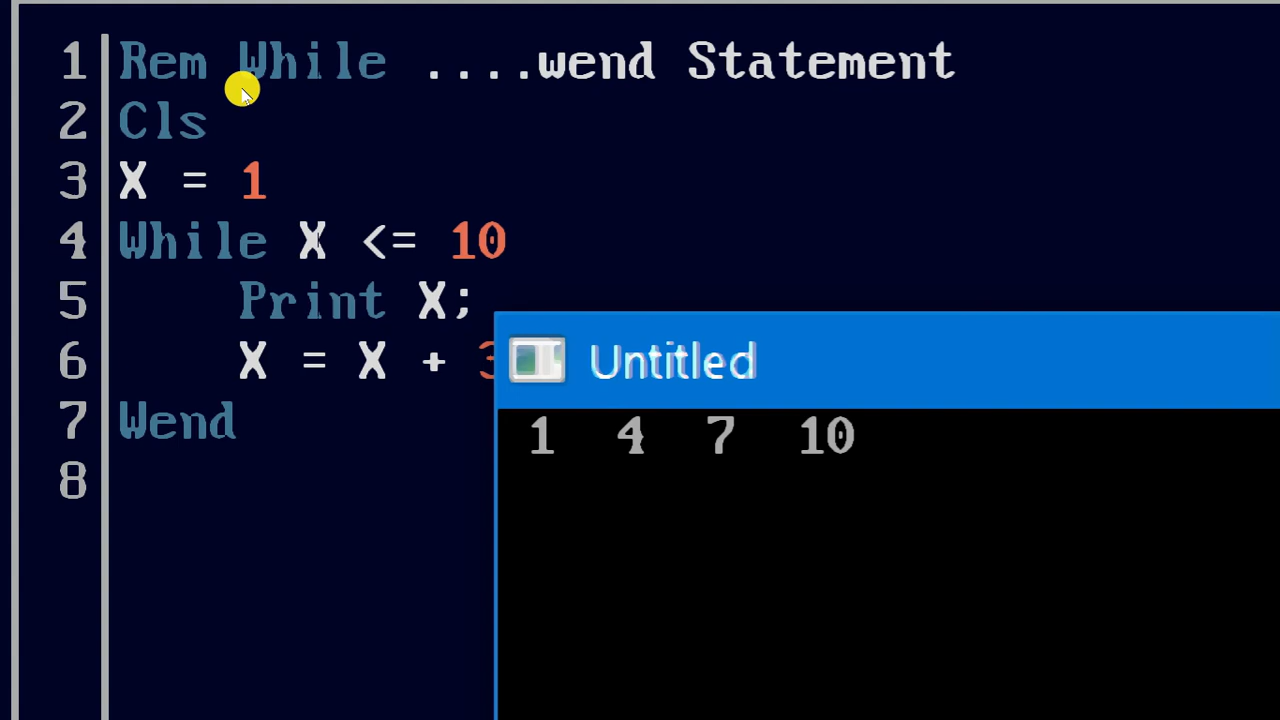 1 Rem While ....wend Statement
2 Cls
3 X = 1
4 While X <= 10
5 Print X;
6 X = X + 3
7 Wend
8
Untitled
1 4 7 10